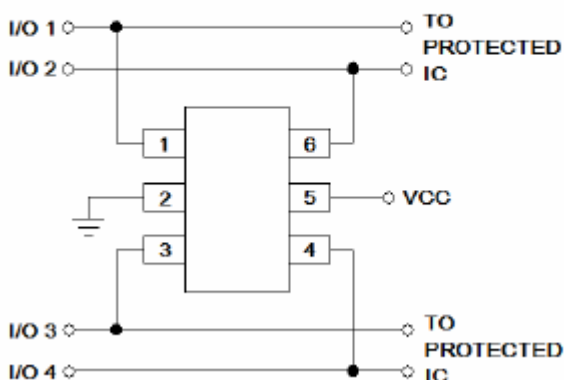 I/O 1
TO
PROTECTED
I/O 2
IC
1
6
2
5
VCC
3
4
I/O 3
TO
PROTECTED
I/O 4
IC